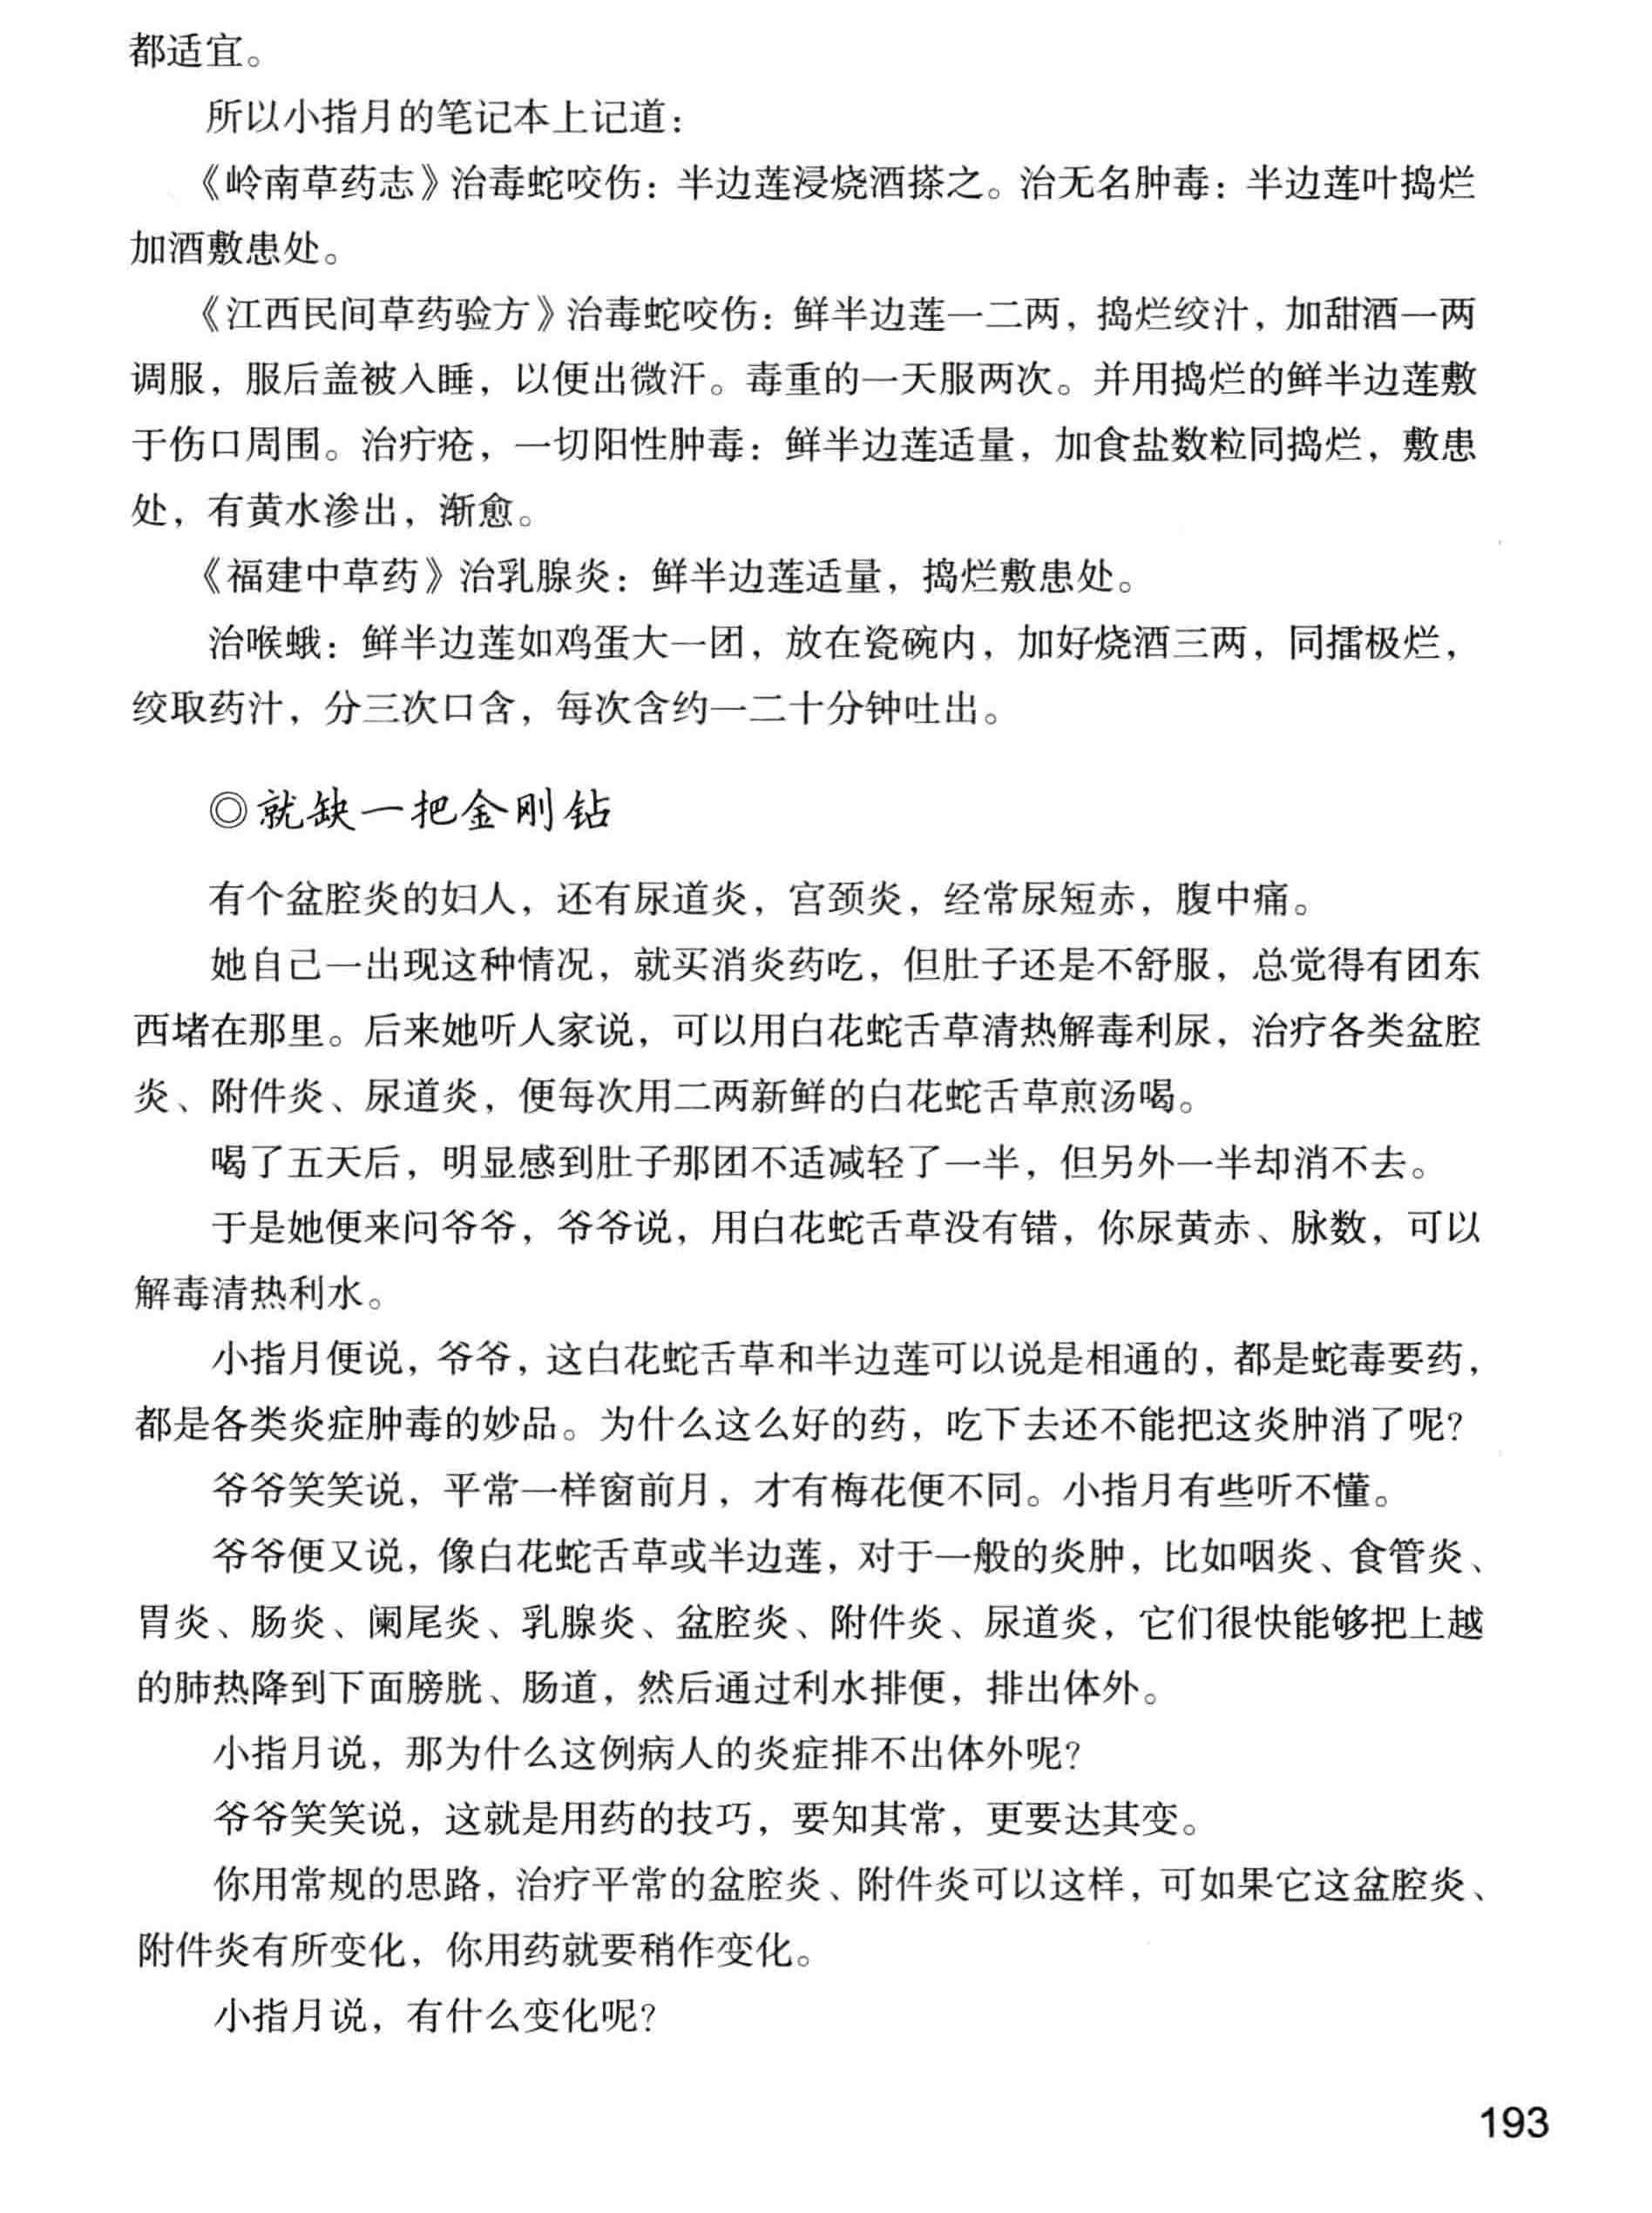 都适宜。
所以小指月的笔记本上记道：
《岭南草药志》治毒蛇咬伤：半边莲浸烧酒搽之。治无名肿毒：半边莲叶捣烂
加酒敷患处。
《江西民间草药验方》治毒蛇咬伤：鲜半边莲一二两，捣烂绞汁，加甜酒一两
调服，服后盖被入睡，以便出微汗。毒重的一天服两次。并用捣烂的鲜半边莲敷
于伤口周围。治疔疮，一切阳性肿毒：鲜半边莲适量，加食盐数粒同捣烂，敷患
处，有黄水渗出，渐愈。
《福建中草药》治乳腺炎：鲜半边莲适量，捣烂敷患处。
治喉蛾：鲜半边莲如鸡蛋大一团，放在瓷碗内，加好烧酒三两，同擂极烂，
绞取药汁，分三次口含，每次含约一二十分钟吐出。
◎就缺一把金刚钻
有个盆腔炎的妇人，还有尿道炎，宫颈炎，经常尿短赤，腹中痛。
她自己一出现这种情况，就买消炎药吃，但肚子还是不舒服，总觉得有团东
西堵在那里。后来她听人家说，可以用白花蛇舌草清热解毒利尿，治疗各类盆腔
炎、附件炎、尿道炎，便每次用二两新鲜的白花蛇舌草煎汤喝。
喝了五天后，明显感到肚子那团不适减轻了一半，但另外一半却消不去。
于是她便来问爷爷，爷爷说，用白花蛇舌草没有错，你尿黄赤、脉数，可以
解毒清热利水。
小指月便说，爷爷，这白花蛇舌草和半边莲可以说是相通的，都是蛇毒要药，
都是各类炎症肿毒的妙品。为什么这么好的药，吃下去还不能把这炎肿消了呢？
爷爷笑笑说，平常一样窗前月，才有梅花便不同。小指月有些听不懂。
爷爷便又说，像白花蛇舌草或半边莲，对于一般的炎肿，比如咽炎、食管炎、
胃炎、肠炎、阑尾炎、乳腺炎、盆腔炎、附件炎、尿道炎，它们很快能够把上越
的肺热降到下面膀胱、肠道，然后通过利水排便，排出体外。
小指月说，那为什么这例病人的炎症排不出体外呢？
爷爷笑笑说，这就是用药的技巧，要知其常，更要达其变。
你用常规的思路，治疗平常的盆腔炎、附件炎可以这样，可如果它这盆腔炎、
附件炎有所变化，你用药就要稍作变化。
小指月说，有什么变化呢？
193